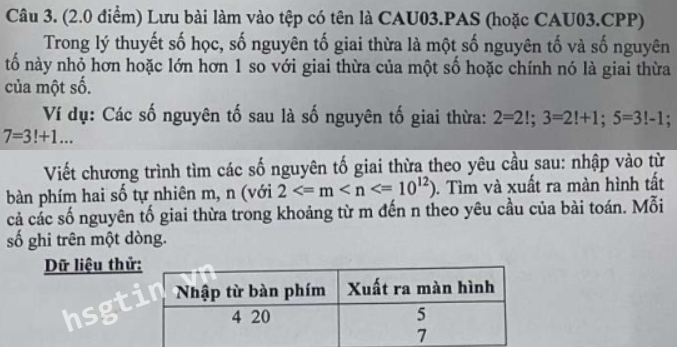 Câu 3. (2.0 điểm) Lưu bài làm vào tệp có tên là CAU03.PAS (hoặc CAU03.CPP)
Trong lý thuyết số học, số nguyên tố giai thừa là một số nguyên tố và số nguyên
tố này nhỏ hơn hoặc lớn hơn 1 so với giai thừa của một số hoặc chính nó là giai thừa
của một số.
Ví dụ: Các số nguyên tố sau là số nguyên tố giai thừa: 2=2!; 3=2!+1; 5=3!-1;
7=3!+1...
Viết chương trình tìm các số nguyên tố giai thừa theo yêu cầu sau: nhập vào từ
bàn phím hai số tự nhiên m, n (với 2 <= m < n <= 10¹²). Tìm và xuất ra màn hình tất
cả các số nguyên tố giai thừa trong khoảng từ m đến n theo yêu cầu của bài toán. Mỗi
số ghi trên một dòng.
Dữ liệu thử:
Nhập từ bàn phím Xuất ra màn hình
4 20 5
7
hsgtin.vn